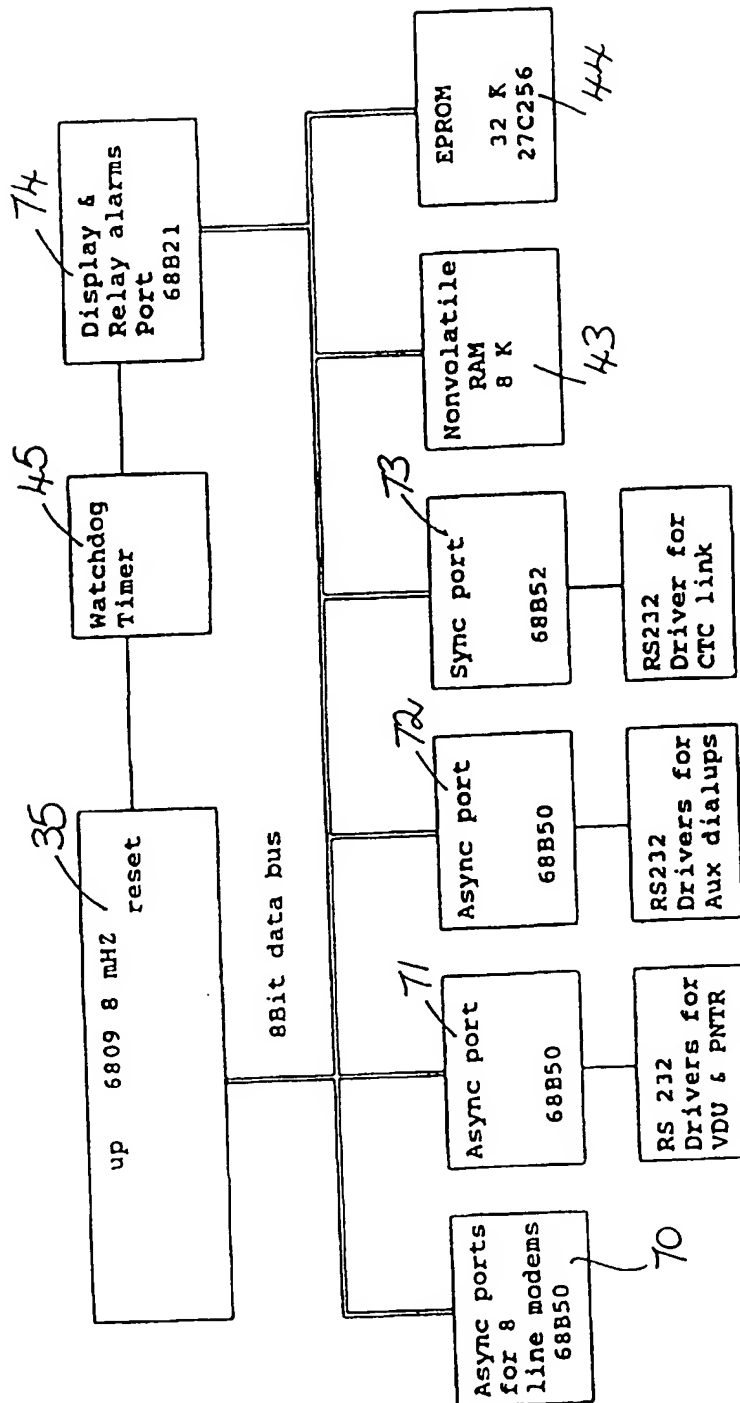 35
up 6809 8 mHZ
reset
45
Watchdog
Timer
74
Display &
Relay alarms
Port
68B21
8Bit data bus
Async ports
for 8
line modems
68B50
70
71
Async port
68B50
72
Async port
68B50
73
Sync port
68B52
Nonvolatile
RAM
8 K
43
EPROM
32 K
27C256
44
RS 232
Drivers for
VDU & PNTR
RS232
Drivers for
Aux dialups
RS232
Driver for
CTC link